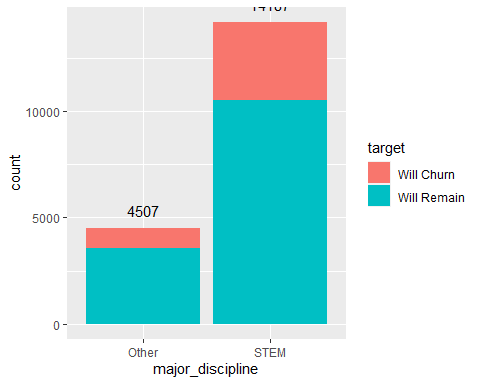 4507
10000
5000
0
count
Other
STEM
major_discipline
target
Will Churn
Will Remain